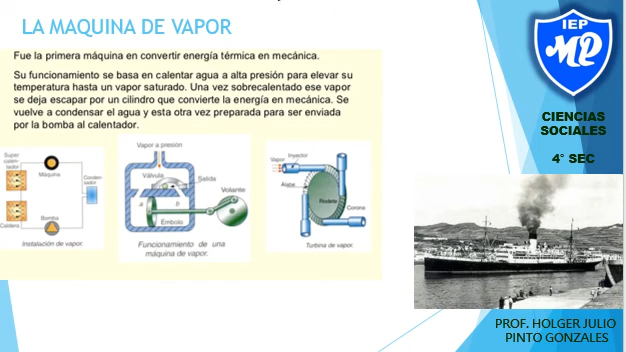 LA MAQUINA DE VAPOR
Fue la primera máquina en convertir energía térmica en mecánica.
Su funcionamiento se basa en calentar agua a alta presión para elevar su
temperatura hasta un vapor saturado. Una vez sobrecalentado ese vapor
se deja escapar por un cilindro que convierte la energía en mecánica. Se
vuelve a condensar el agua y esta otra vez preparada para ser enviada
por la bomba al calentador.
Super
calen-
tador
Máquina
Conden-
sador
Caldera
Bomba
Instalación de vapor.
Vapor a presión
Válvula
Salida
Volante
a
b
Émbolo
Funcionamiento de una
máquina de vapor.
Vapor
Inyector
Álabe
Rodete
Corona
Turbina de vapor.
IEP
MP
CIENCIAS
SOCIALES
4° SEC
PROF. HOLGER JULIO
PINTO GONZALES